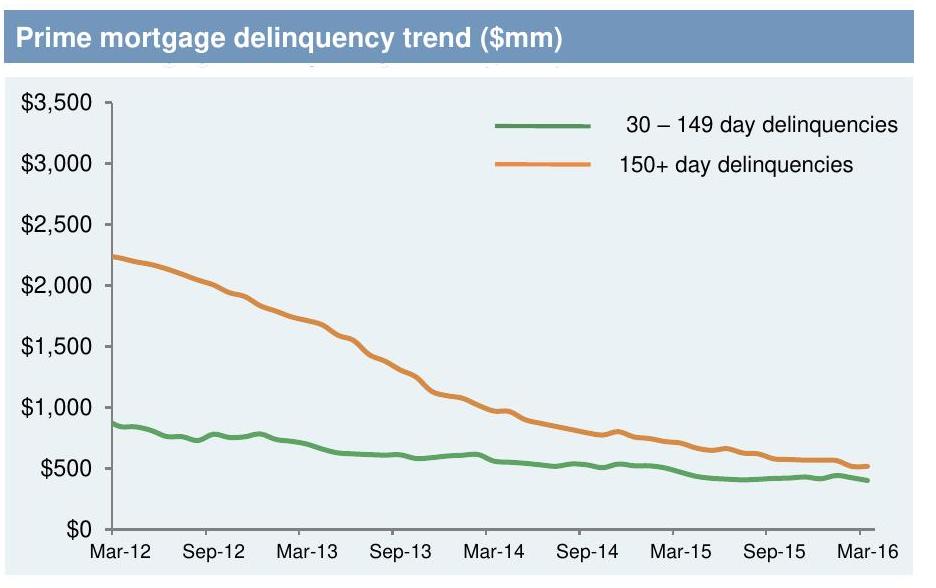 Prime mortgage delinquency trend ($mm)
$3,500
30 – 149 day delinquencies
$3,000
150+ day delinquencies
$2,500
$2,000
$1,500
$1,000
$500
$0
Mar-12 Sep-12 Mar-13 Sep-13 Mar-14 Sep-14 Mar-15 Sep-15 Mar-16